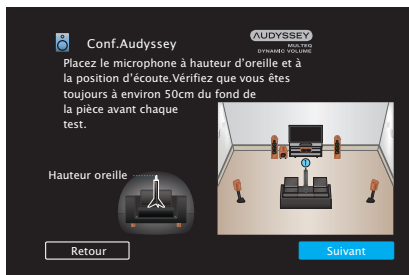 Conf.Audyssey
AUDYSSEY
MULTEQ
DYNAMIC VOLUME
Placez le microphone à hauteur d'oreille et à
la position d'écoute.Vérifiez que vous êtes
toujours à environ 50cm du fond de
la pièce avant chaque
test.
Hauteur oreille
1
Retour
Suivant